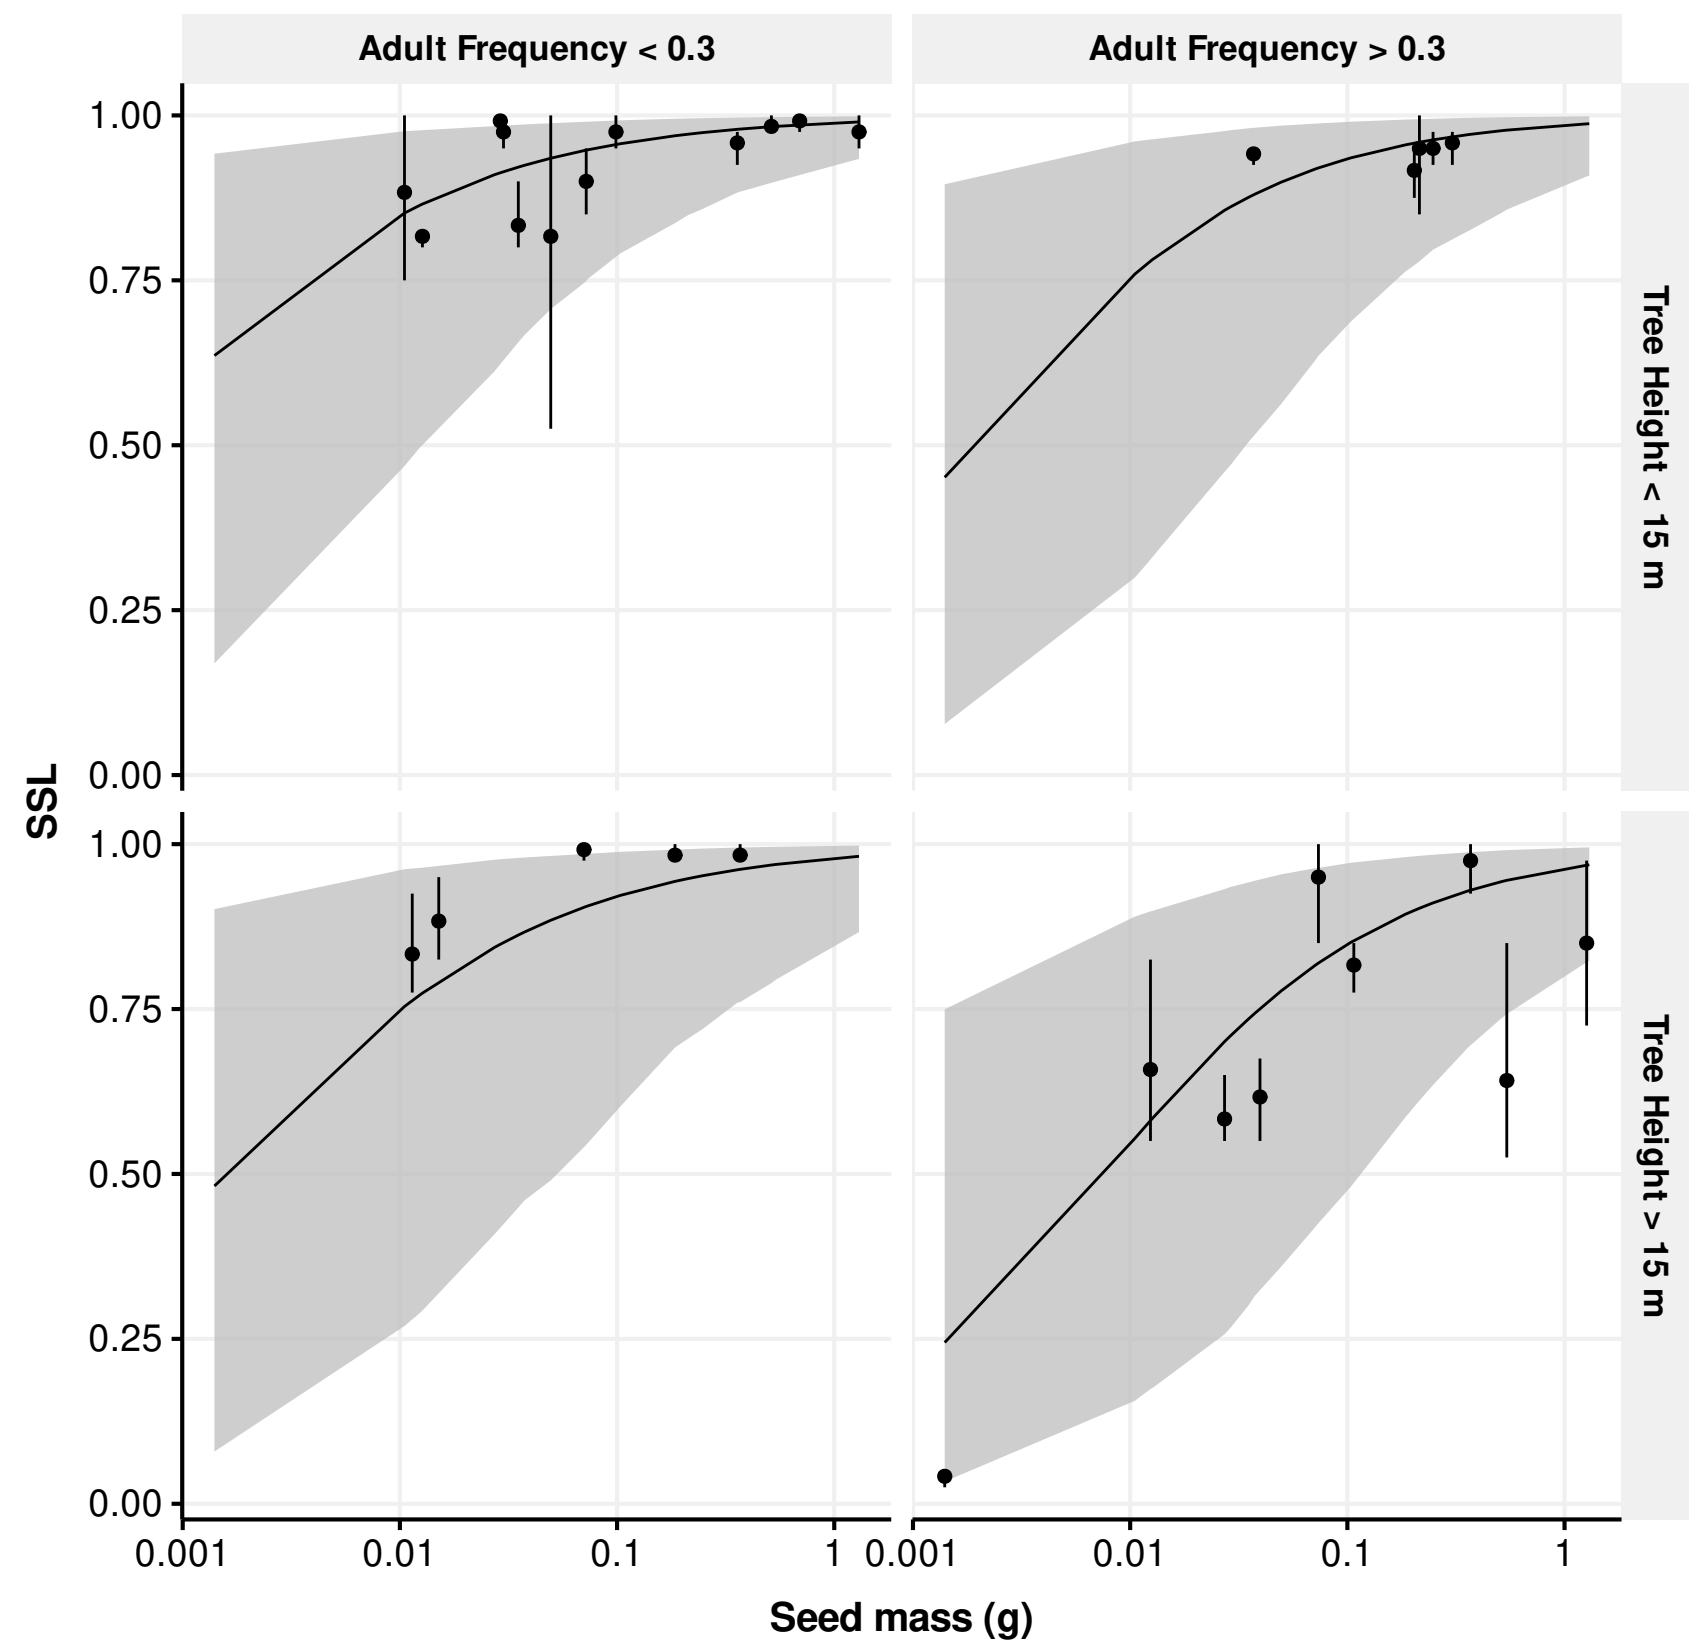 Adult Frequency < 0.3
Adult Frequency > 0.3
1.00
0.75
0.50
0.25
0.00
Tree Height < 15 m
SSL
1.00
0.75
0.50
0.25
0.00
Tree Height > 15 m
0.001 0.01 0.1 1 0.001 0.01 0.1 1
Seed mass (g)